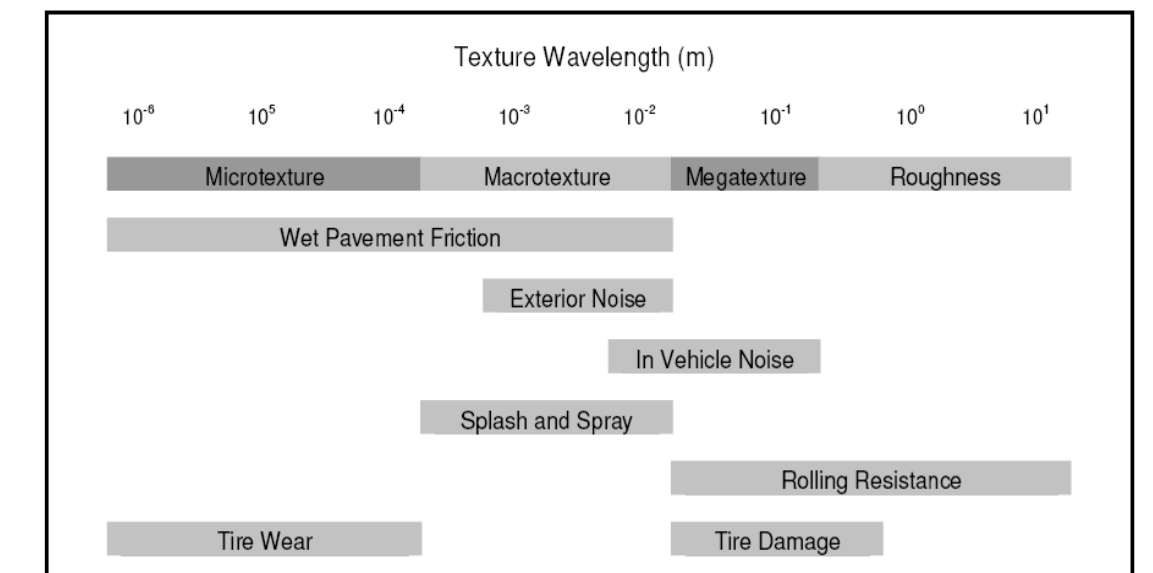 Texture Wavelength (m)
10⁻⁶ 10⁵ 10⁻⁴ 10⁻³ 10⁻² 10⁻¹ 10⁰ 10¹
Microtexture Macrotexture Megatexture Roughness
Wet Pavement Friction
Exterior Noise
In Vehicle Noise
Splash and Spray
Rolling Resistance
Tire Wear Tire Damage